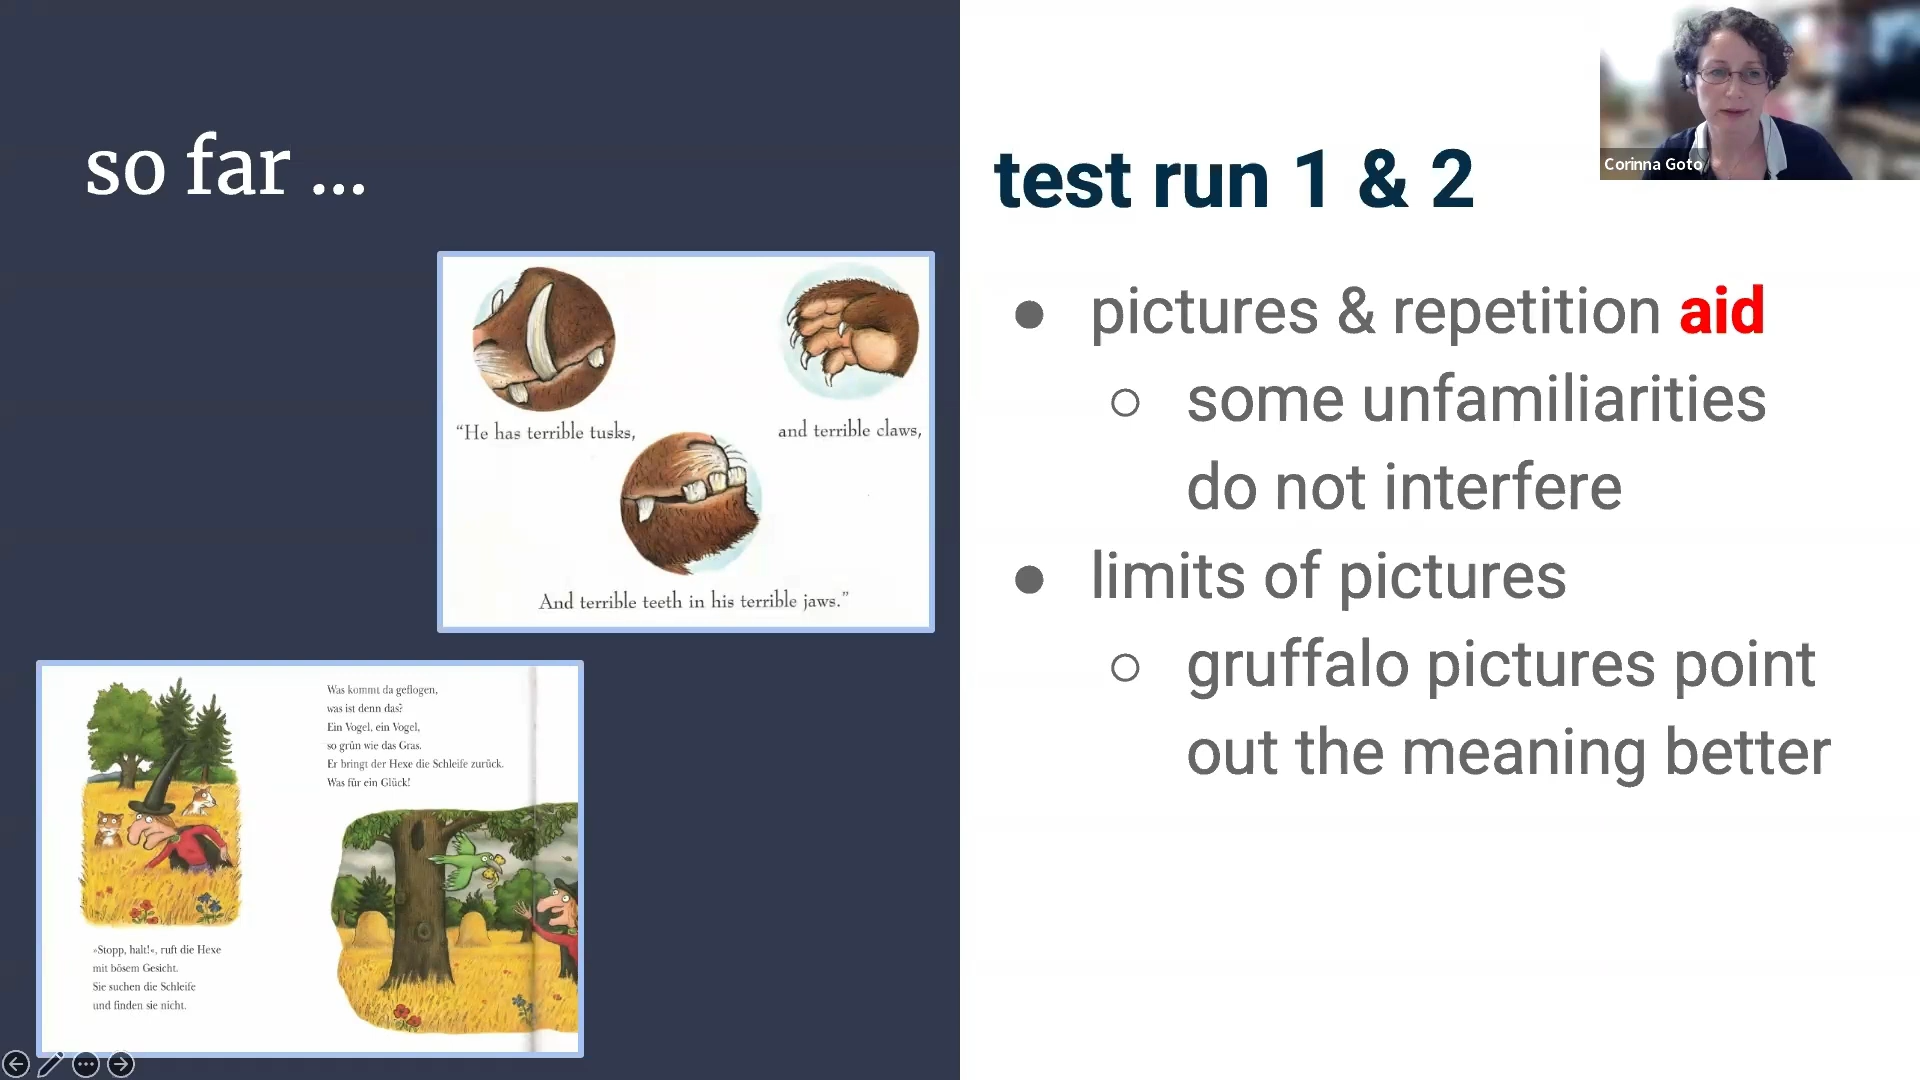 so far ...
"He has terrible tusks,
and terrible claws,
And terrible teeth in his terrible jaws."
Was kommt da geflogen,
was ist denn das?
Ein Vogel, ein Vogel,
so grün wie das Gras.
Er bringt der Hexe die Schleife zurück.
Was für ein Glück!
»Stopp, halt!«, ruft die Hexe
mit bösem Gesicht.
Sie suchen die Schleife
und finden sie nicht.
test run 1 & 2
● pictures & repetition aid
○ some unfamiliarities
do not interfere
● limits of pictures
○ gruffalo pictures point
out the meaning better
Corinna Goto